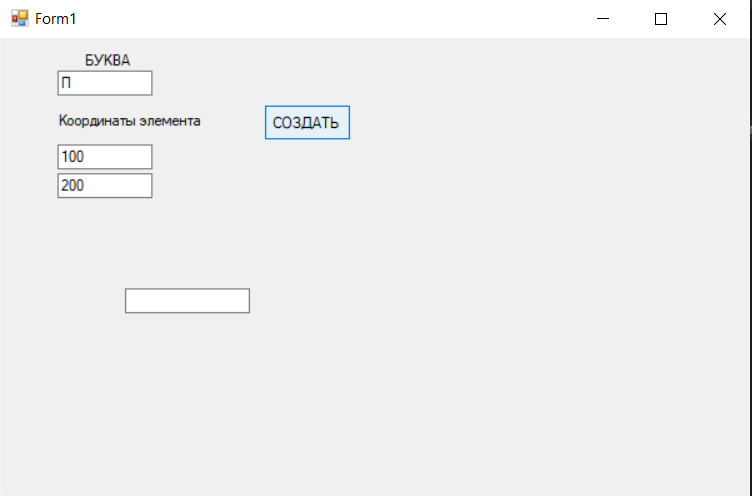 Form1
БУКВА
П
Координаты элемента
СОЗДАТЬ
100
200